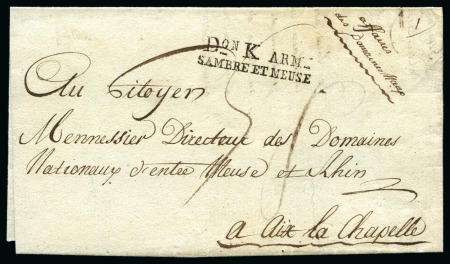 Don K ARM.
SAMBRE ET MEUSE
affaires
des Domaines
1
Au Citoyen
Mennessier Directeur des Domaines
Nationaux d'entre Meuse et Rhin
a Aix la Chapelle